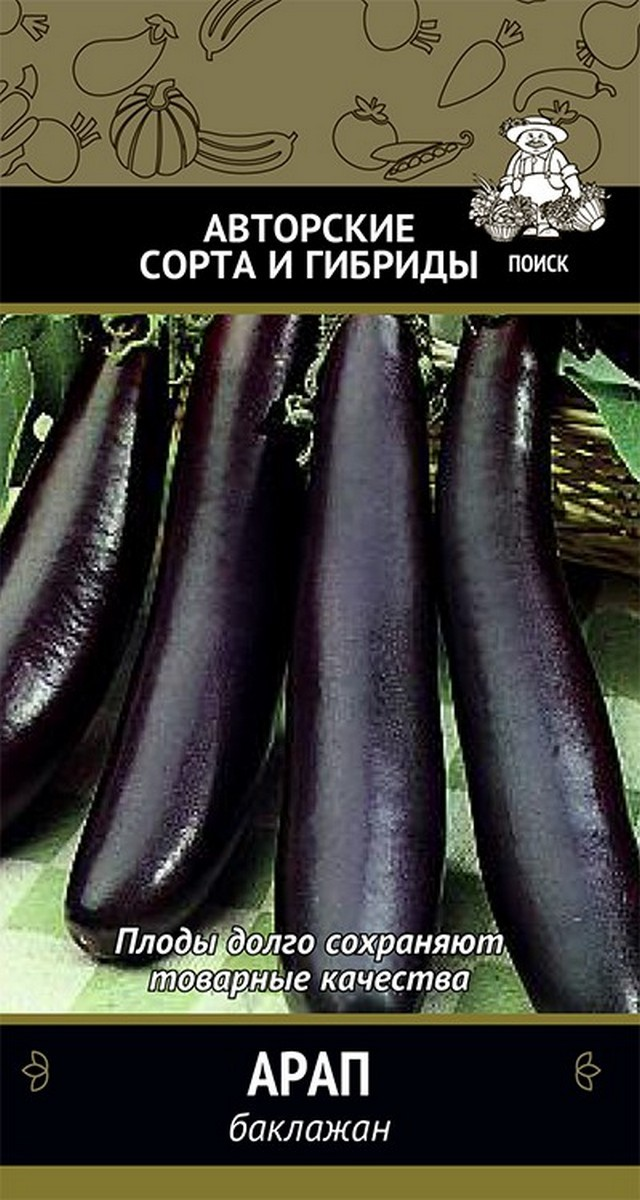 АВТОРСКИЕ
СОРТА И ГИБРИДЫ
ПОИСК
Плоды долго сохраняют
товарные качества
АРАП
баклажан